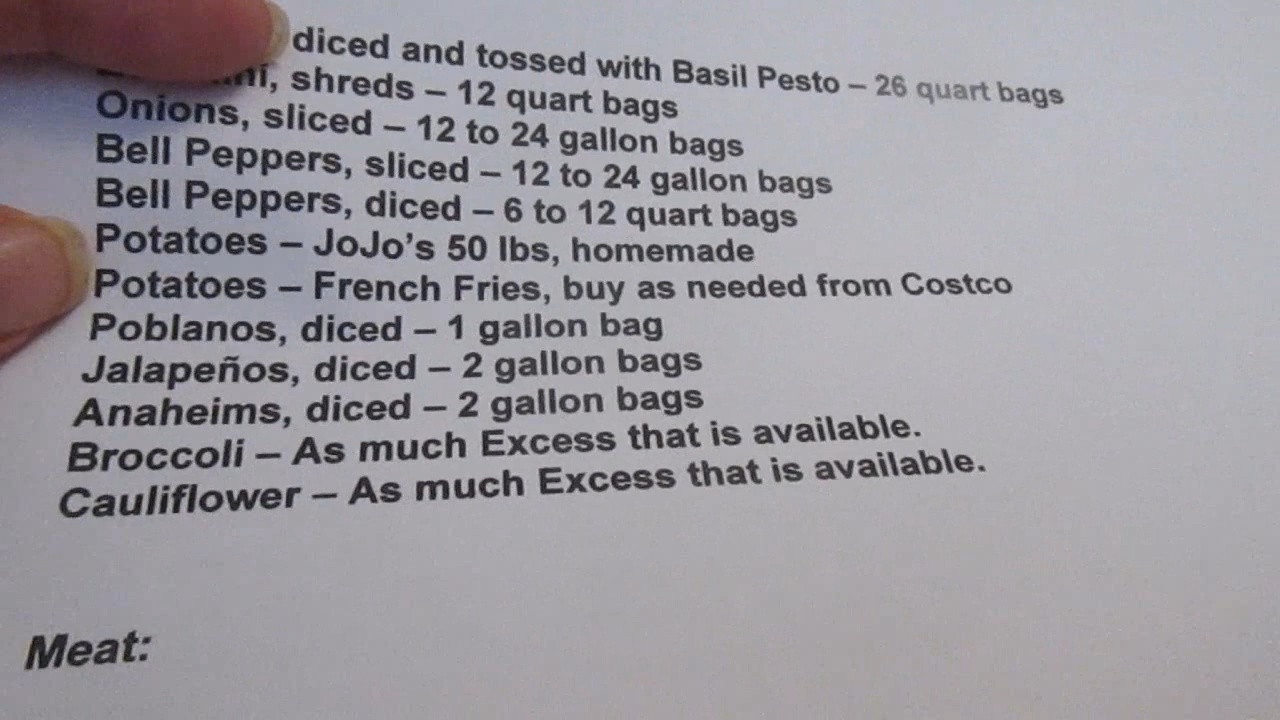 diced and tossed with Basil Pesto – 26 quart bags
shreds – 12 quart bags
Onions, sliced – 12 to 24 gallon bags
Bell Peppers, sliced – 12 to 24 gallon bags
Bell Peppers, diced – 6 to 12 quart bags
Potatoes – JoJo's 50 lbs, homemade
Potatoes – French Fries, buy as needed from Costco
Poblanos, diced – 1 gallon bag
Jalapeños, diced – 2 gallon bags
Anaheims, diced – 2 gallon bags
Broccoli – As much Excess that is available.
Cauliflower – As much Excess that is available.
Meat: